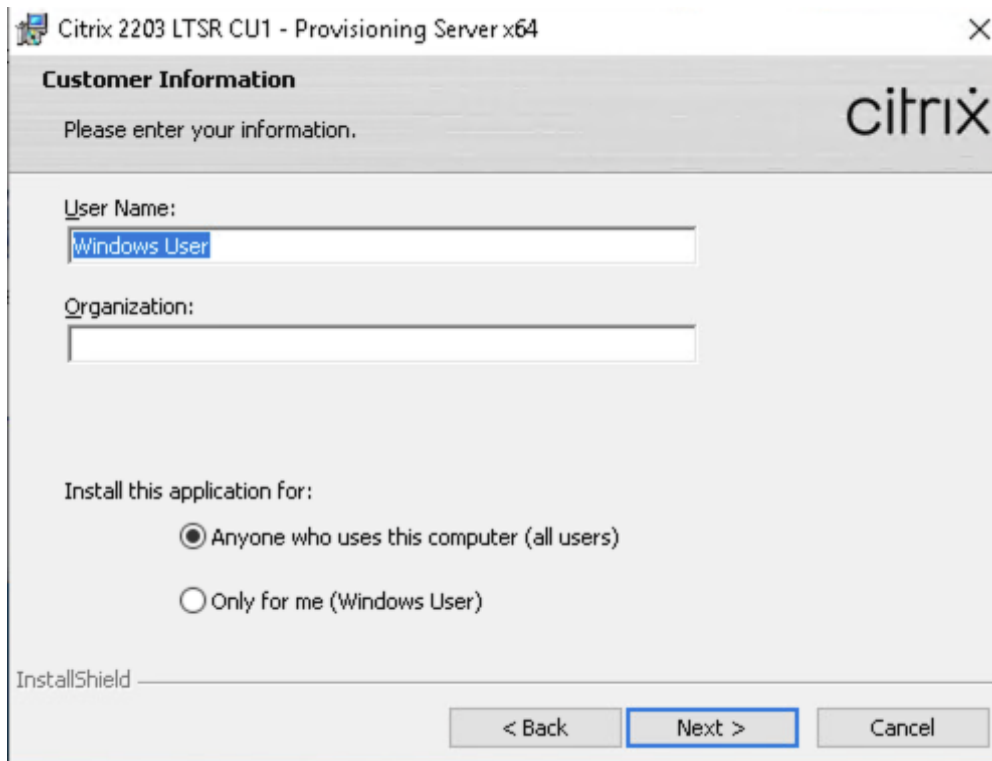 Citrix 2203 LTSR CU1 - Provisioning Server x64
Customer Information
Please enter your information.
citrix
User Name:
Windows User
Organization:
Install this application for:
Anyone who uses this computer (all users)
Only for me (Windows User)
InstallShield
< Back
Next >
Cancel